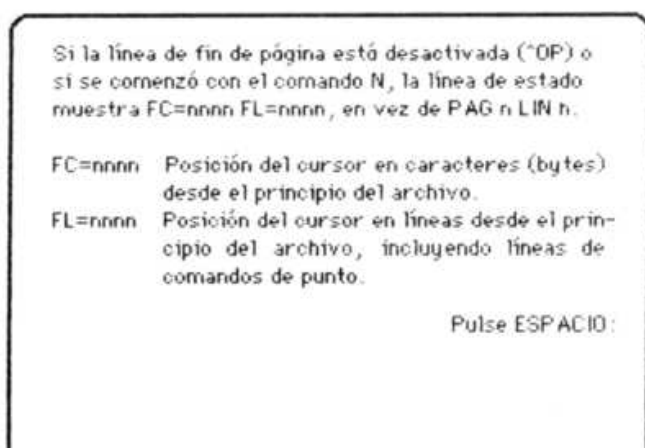 Si la línea de fin de página está desactivada (^OP) o
si se comenzó con el comando N, la línea de estado
muestra FC=nnnn FL=nnnn, en vez de PAG n LIN n.
FC=nnnn Posición del cursor en caracteres (bytes)
desde el principio del archivo.
FL=nnnn Posición del cursor en líneas desde el prin-
cipio del archivo, incluyendo líneas de
comandos de punto.
Pulse ESPACIO: